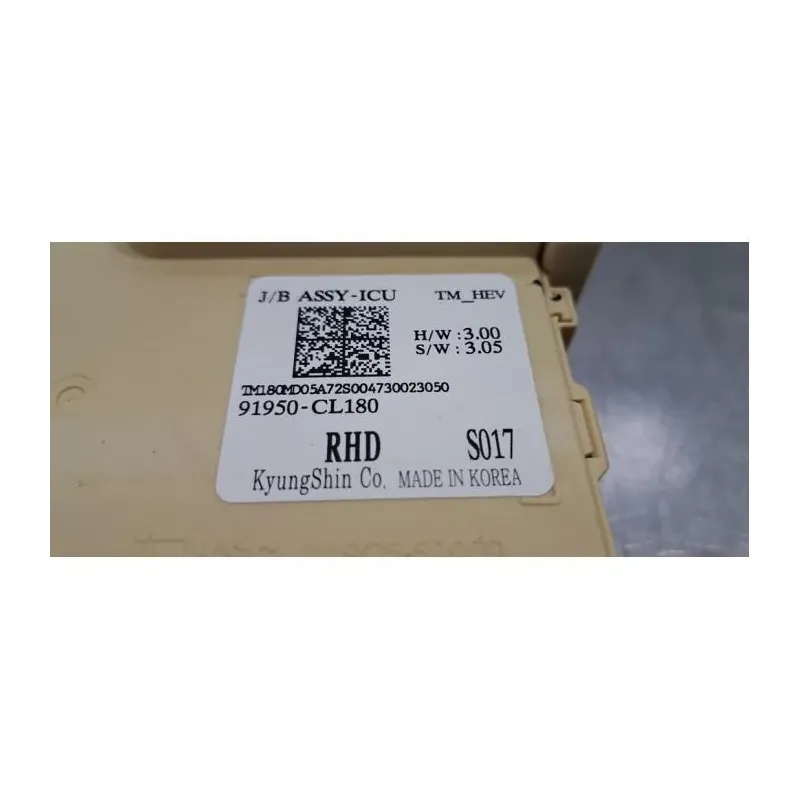 J/B ASSY-ICU TM_HEV
H/W : 3.00
S/W : 3.05
TM180MD05A72S004730023050
91950-CL180
RHD S017
KyungShin Co. MADE IN KOREA